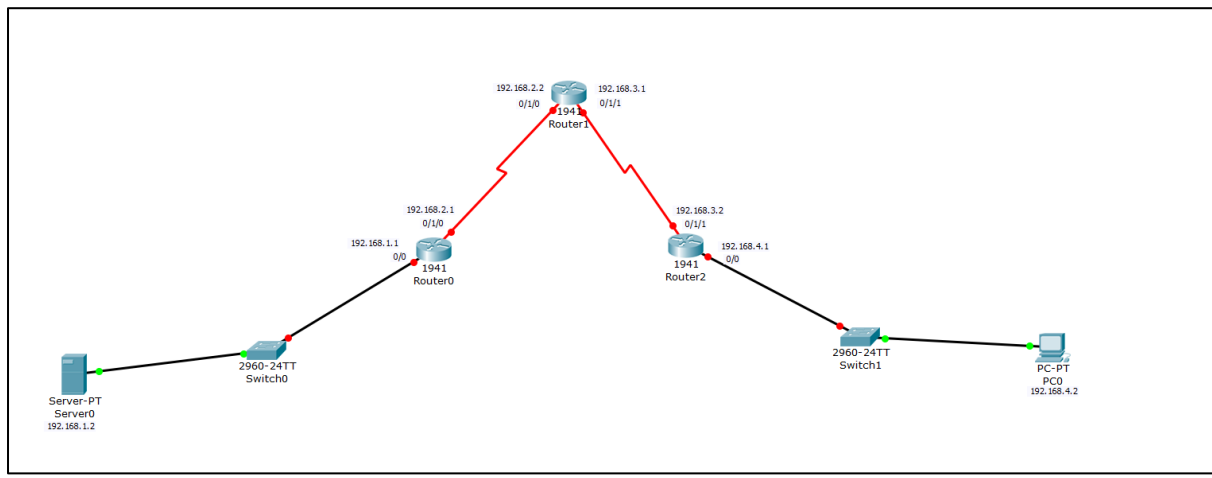 192.168.2.2
0/1/0
192.168.3.1
0/1/1
1941
Router1
192.168.2.1
0/1/0
192.168.1.1
0/0
1941
Router0
192.168.3.2
0/1/1
192.168.4.1
0/0
1941
Router2
2960-24TT
Switch0
2960-24TT
Switch1
Server-PT
Server0
192.168.1.2
PC-PT
PC0
192.168.4.2